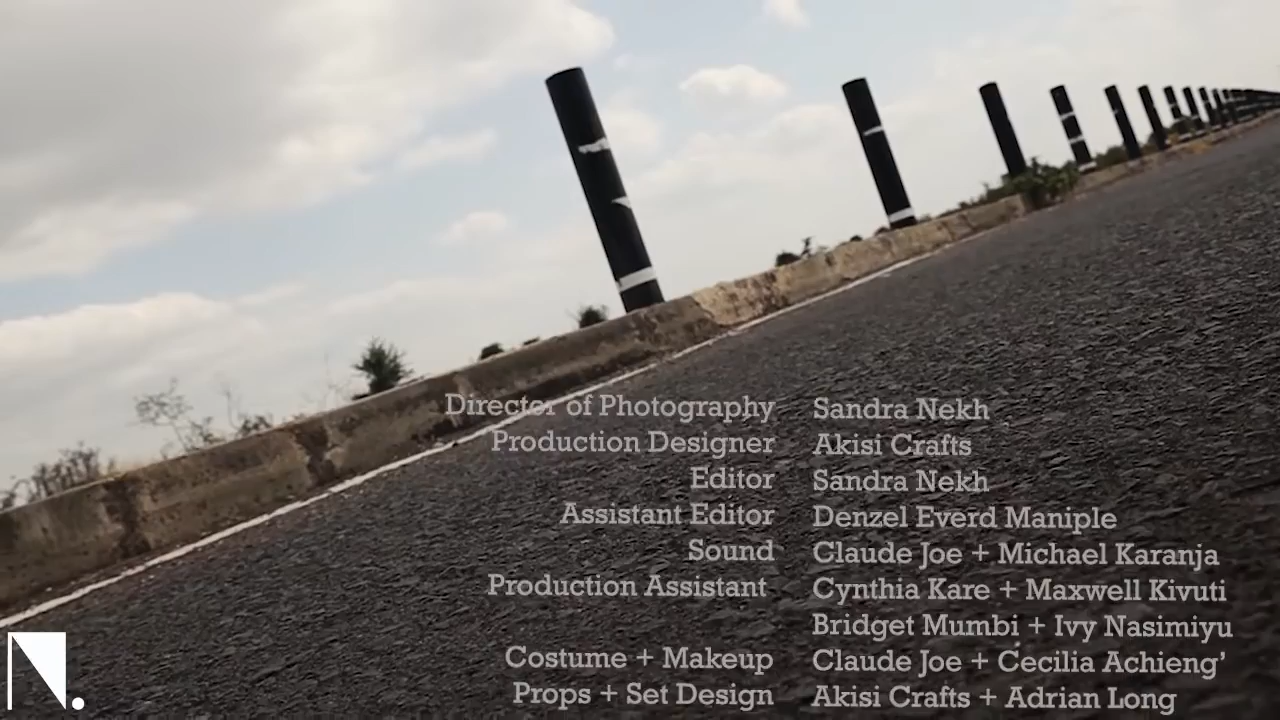 Director of Photography Sandra Nekh
Production Designer Akisi Crafts
Editor Sandra Nekh
Assistant Editor Denzel Everd Maniple
Sound Claude Joe + Michael Karanja
Production Assistant Cynthia Kare + Maxwell Kivuti
Bridget Mumbi + Ivy Nasimiyu
Costume + Makeup Claude Joe + Cecilia Achieng’
Props + Set Design Akisi Crafts + Adrian Long
N.